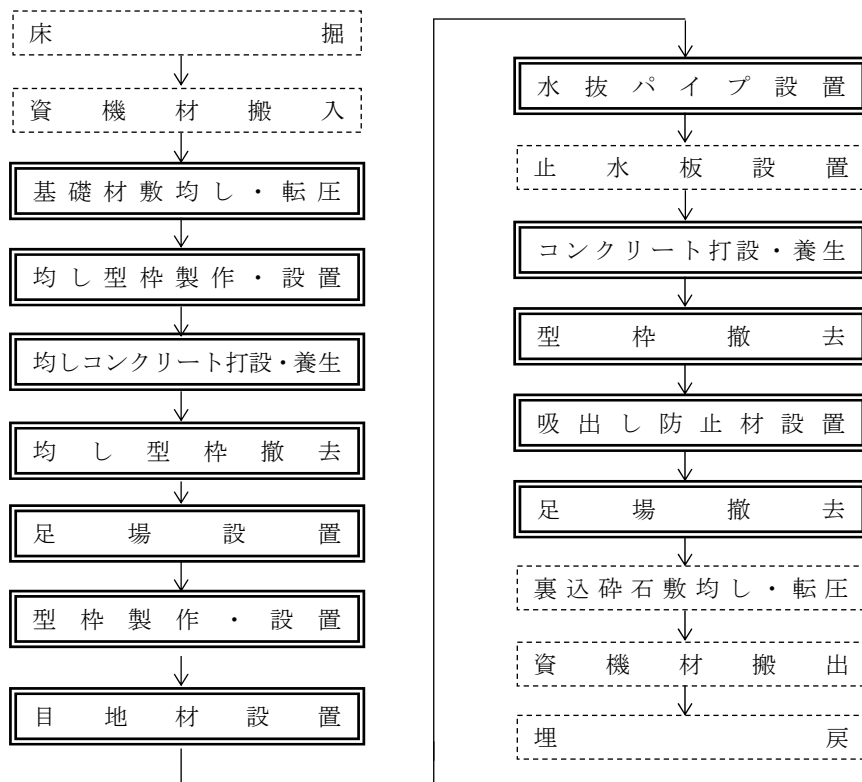 床掘
資機材搬入
基礎材敷均し・転圧
均し型枠製作・設置
均しコンクリート打設・養生
均し型枠撤去
足場設置
型枠製作・設置
目地材設置
水抜パイプ設置
止水板設置
コンクリート打設・養生
型枠撤去
吸出し防止材設置
足場撤去
裏込砕石敷均し・転圧
資機材搬出
埋戻